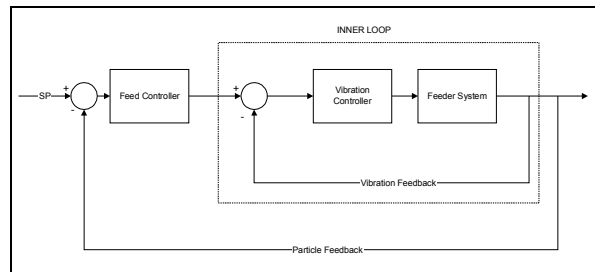 INNER LOOP
SP
+
-
Feed Controller
+
-
Vibration
Controller
Feeder System
Vibration Feedback
Particle Feedback